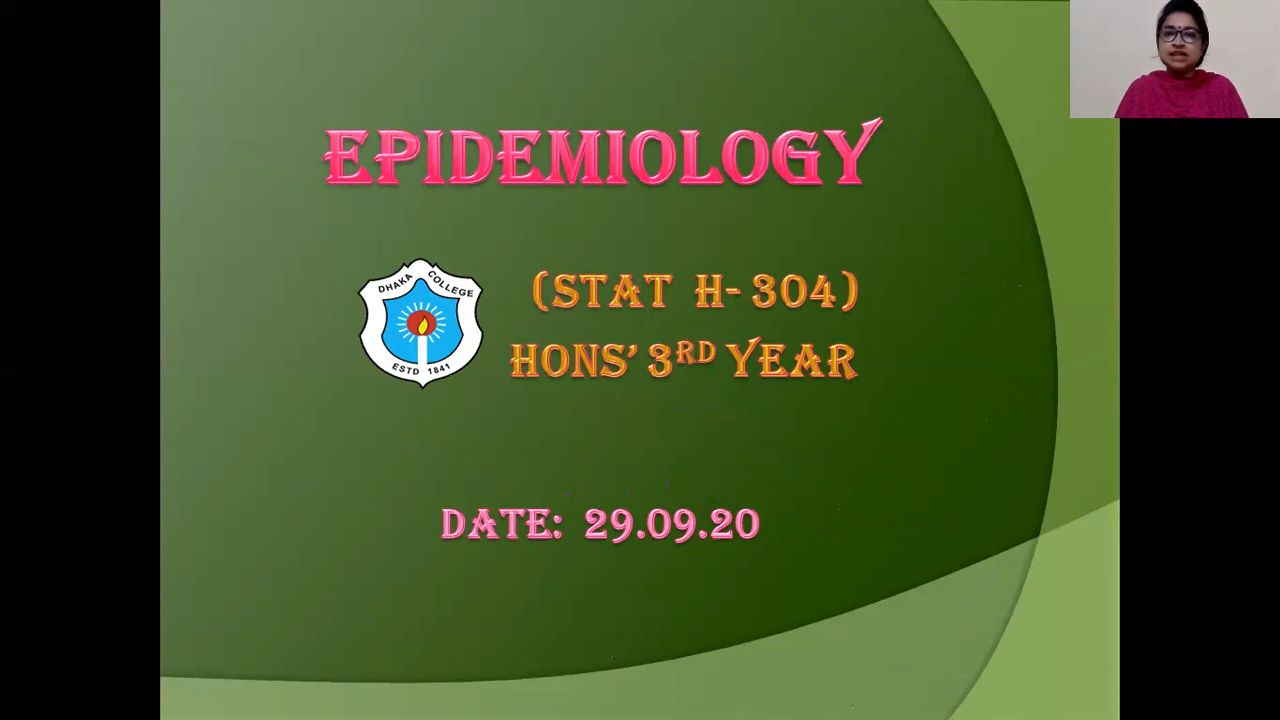 EPIDEMIOLOGY
DHAKA COLLEGE
ESTD 1841
(STAT H- 304)
HONS’ 3RD YEAR
DATE: 29.09.20